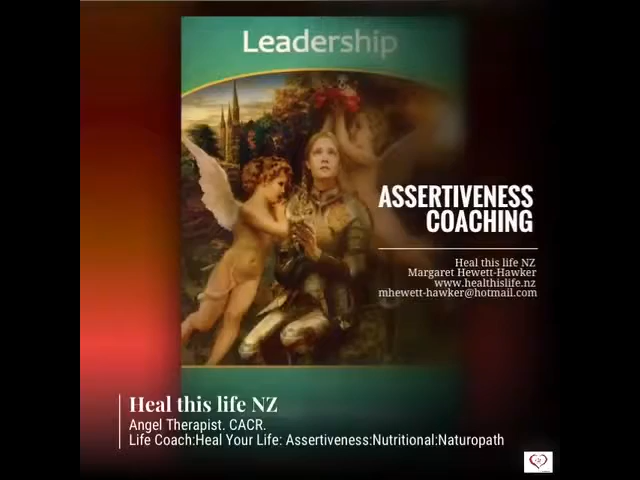 Leadership
ASSERTIVENESS
COACHING
Heal this life NZ
Margaret Hewett-Hawker
www.healthislife.nz
mhewett-hawker@hotmail.com
Heal this life NZ
Angel Therapist. CACR.
Life Coach:Heal Your Life: Assertiveness:Nutritional:Naturopath